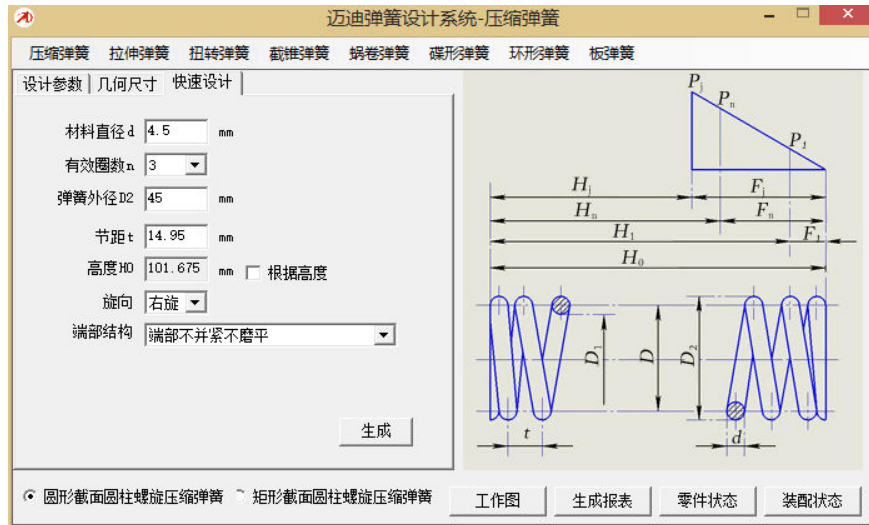 迈迪弹簧设计系统-压缩弹簧
压缩弹簧 拉伸弹簧 扭转弹簧 截锥弹簧 蜗卷弹簧 碟形弹簧 环形弹簧 板弹簧
设计参数 几何尺寸 快速设计
材料直径d 4.5 mm
有效圈数n 3
弹簧外径D2 45 mm
节距t 14.95 mm
高度H0 101.675 mm 根据高度
旋向 右旋
端部结构 端部不并紧不磨平
生成
Pj
Pn
P1
Hj Fj
Hn Fn
H1 F1
H0
D1 D D2
t d
圆形截面圆柱螺旋压缩弹簧 矩形截面圆柱螺旋压缩弹簧 工作图 生成报表 零件状态 装配状态